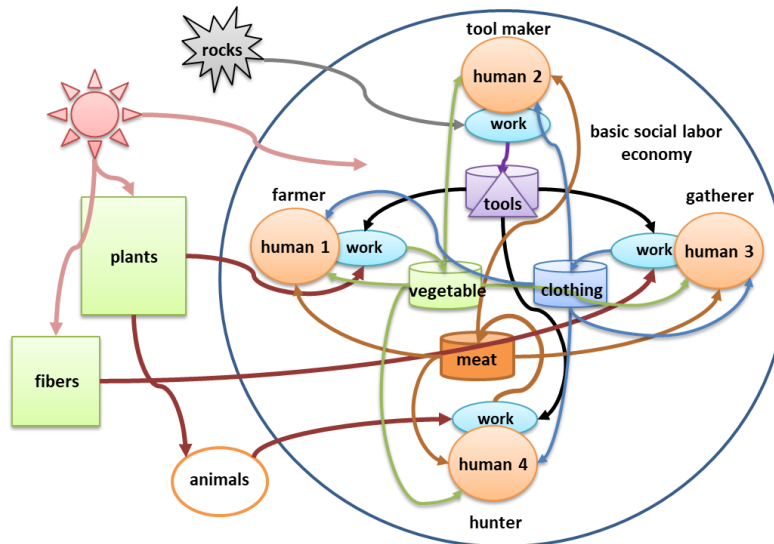 tool maker
rocks
human 2
work
basic social labor
economy
farmer
tools
gatherer
human 1
work
work
human 3
plants
vegetable
clothing
meat
fibers
work
animals
human 4
hunter